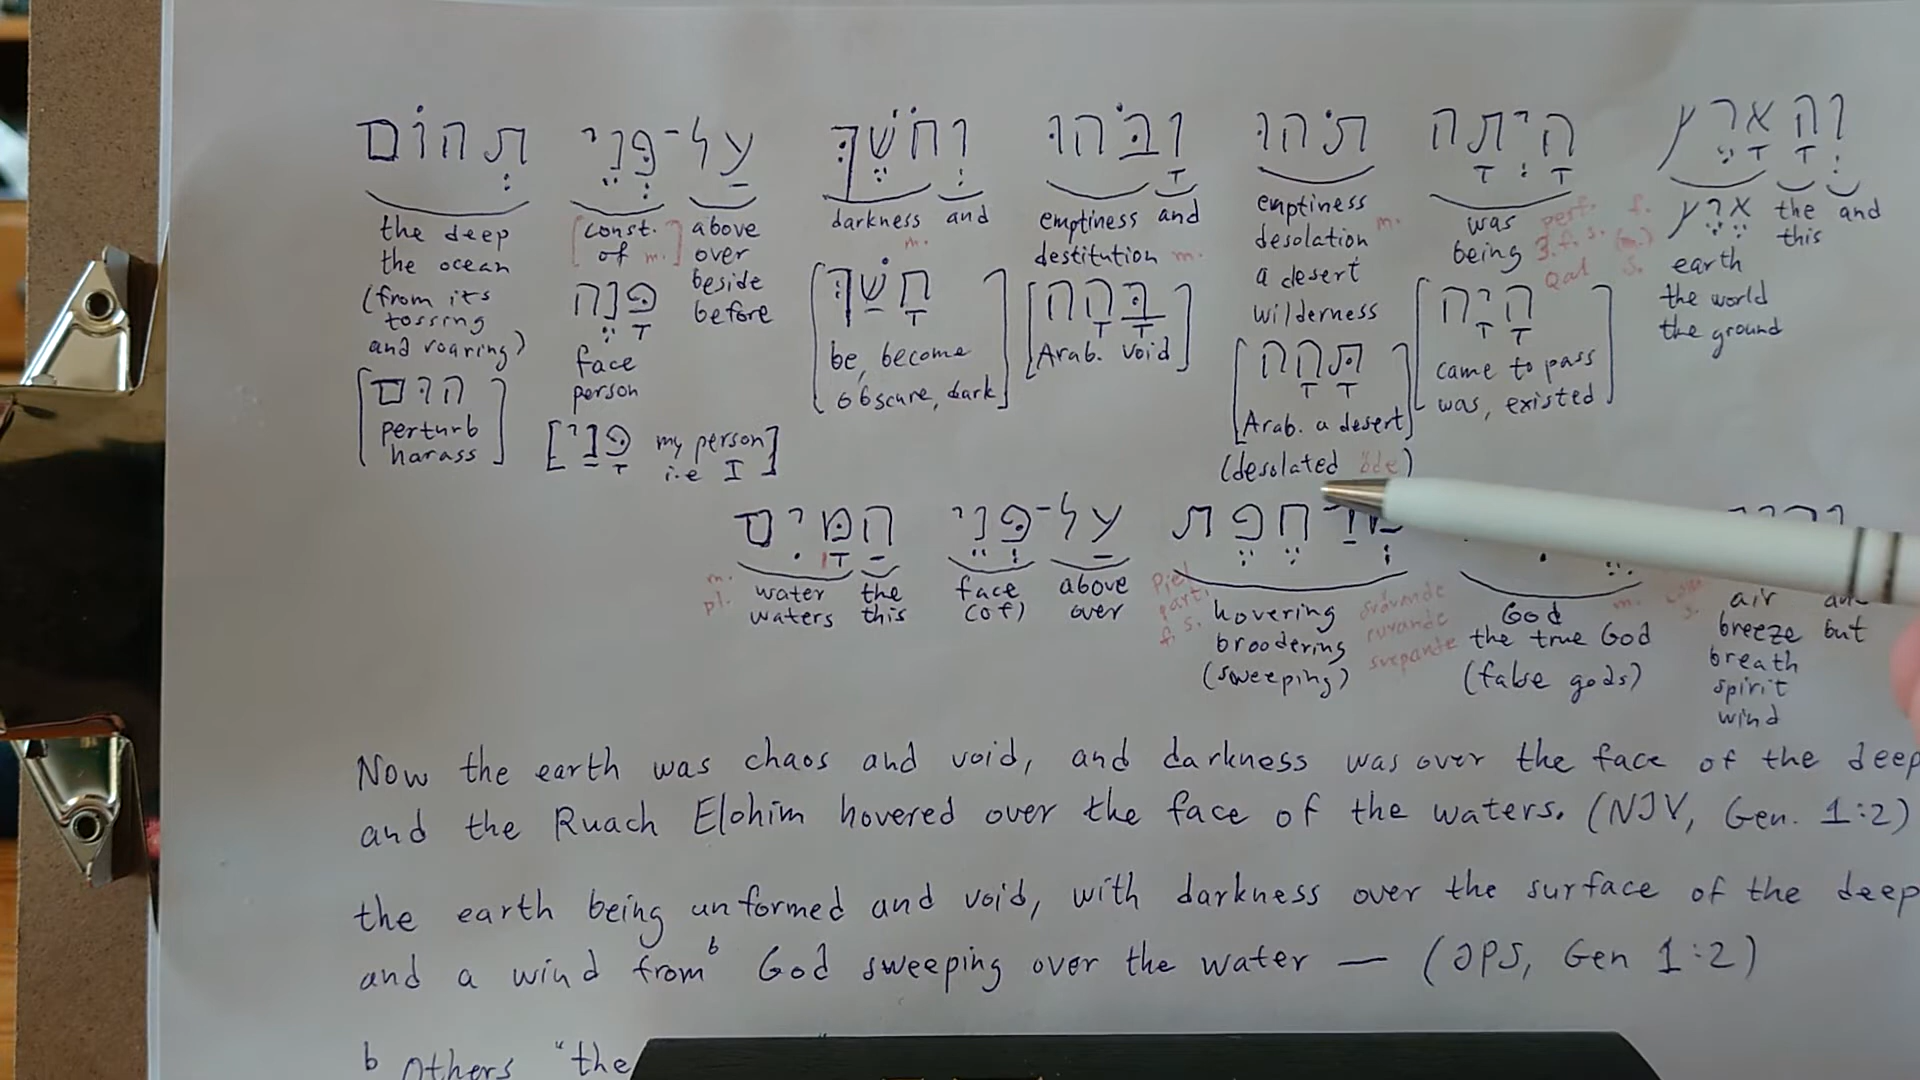 וְהָאָרֶץ הָיְתָה תֹהוּ וָבֹהוּ וְחֹשֶׁךְ עַל-פְּנֵי תְהוֹם
and the earth
this
אֶרֶץ
the world
the ground
was
being
perf.
3.f.s.
Qal
f.
(m.)
s.
[הָיָה
came to pass
was, existed]
emptiness m.
desolation
a desert
wilderness
[תָּהָה
Arab. a desert]
(desolated öde)
and emptiness
destitution m.
[בָּהָה
Arab. void]
and darkness
m.
[חָשַׁךְ
be, become
obscure, dark]
above
over
beside
before
[const.
of m.]
פָּנֶה
face
person
[פָּנַי my person
i.e I]
the deep
the ocean
(from its
tossing
and roaring)
[הוּם
perturb
harass]
עַל-פְּנֵי הַמָּיִם
but
air
breeze
breath
spirit
wind
m.
s.
God
the true God
(false gods)
hovering
broodering
(sweeping)
Piel
part.
f.s.
svävande
ruvande
svepande
above
over
face
(of)
the
this
water
waters
m.
pl.
Now the earth was chaos and void, and darkness was over the face of the deep
and the Ruach Elohim hovered over the face of the waters. (NJV, Gen. 1:2)
the earth being unformed and void, with darkness over the surface of the deep
and a wind from ᵇ God sweeping over the water — (JPS, Gen 1:2)
b Others "the